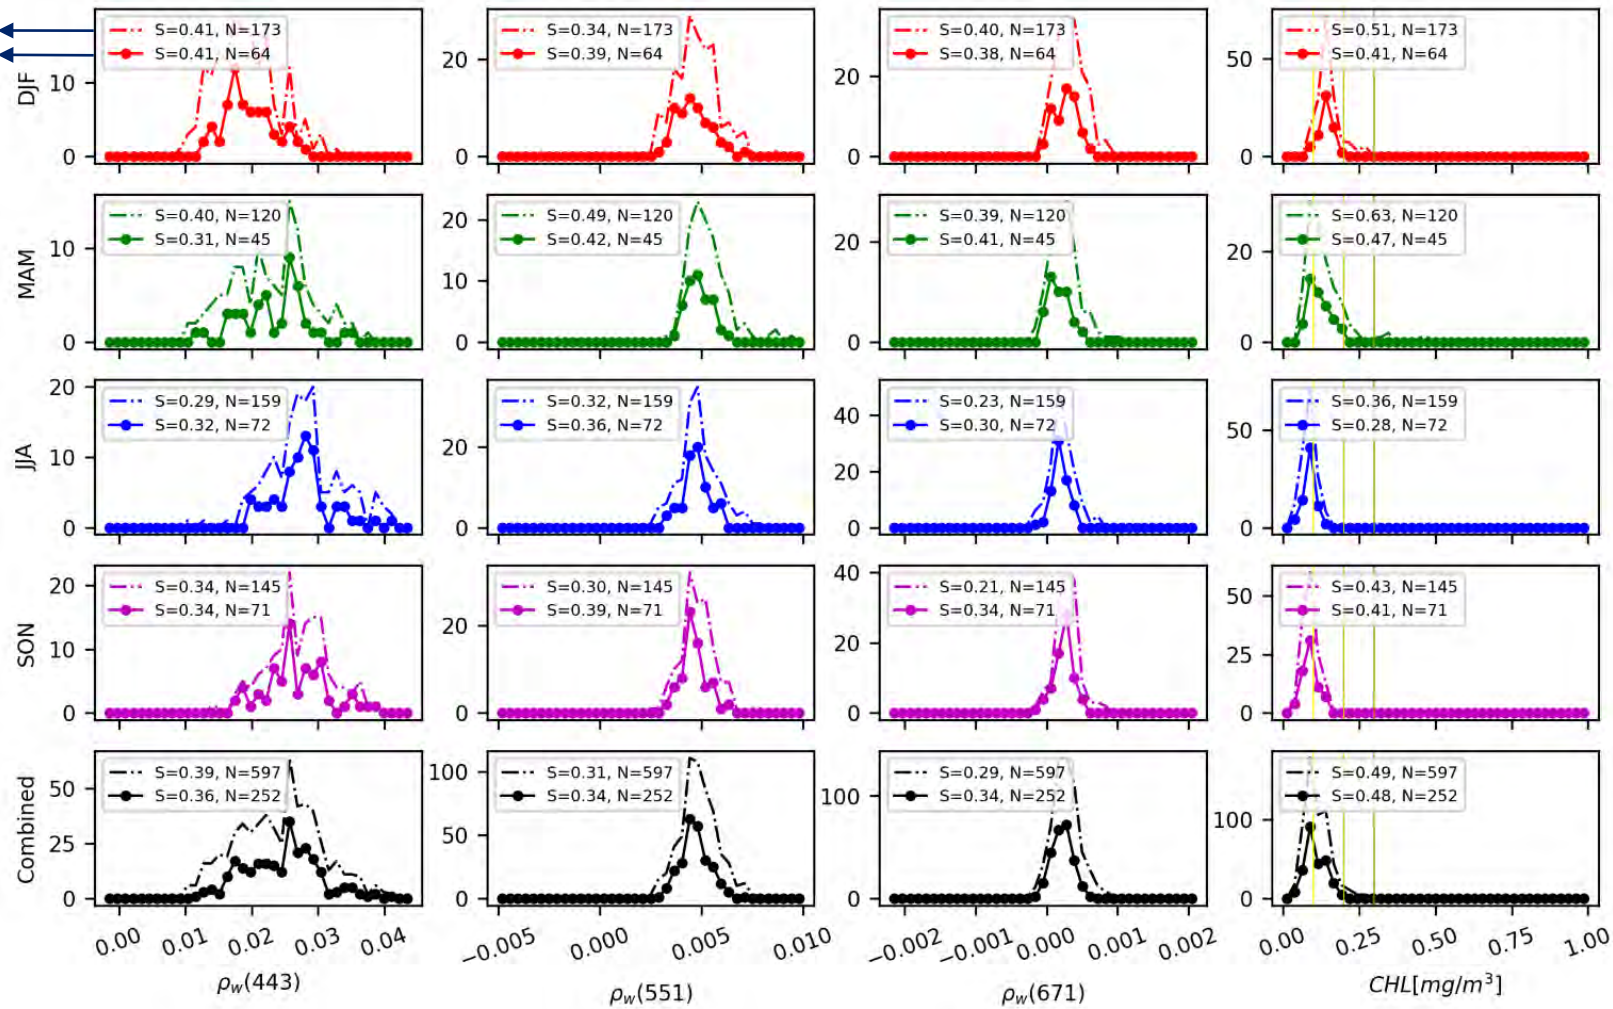 S=0.41, N=173 S=0.34, N=173 S=0.40, N=173 S=0.51, N=173
S=0.41, N=64 S=0.39, N=64 S=0.38, N=64 S=0.41, N=64
DJF
10 0
20 0
20 0
50 0
S=0.40, N=120 S=0.49, N=120 S=0.39, N=120 S=0.63, N=120
S=0.31, N=45 S=0.42, N=45 S=0.41, N=45 S=0.47, N=45
MAM
10 0
20 10 0
20 0
20 0
S=0.29, N=159 S=0.32, N=159 S=0.23, N=159 S=0.36, N=159
S=0.32, N=72 S=0.36, N=72 S=0.30, N=72 S=0.28, N=72
JJA
20 10 0
20 0
40 20 0
50 0
S=0.34, N=145 S=0.30, N=145 S=0.21, N=145 S=0.43, N=145
S=0.34, N=71 S=0.39, N=71 S=0.34, N=71 S=0.41, N=71
SON
20 10 0
20 0
40 20 0
50 25 0
S=0.39, N=597 S=0.31, N=597 S=0.29, N=597 S=0.49, N=597
S=0.36, N=252 S=0.34, N=252 S=0.34, N=252 S=0.48, N=252
Combined
50 25 0
100 50 0
100 0
100 0
0.00 0.01 0.02 0.03 0.04
−0.005 0.000 0.005 0.010
−0.002 −0.001 0.000 0.001 0.002
0.00 0.25 0.50 0.75 1.00
ρw(443) ρw(551) ρw(671) CHL[mg/m³]